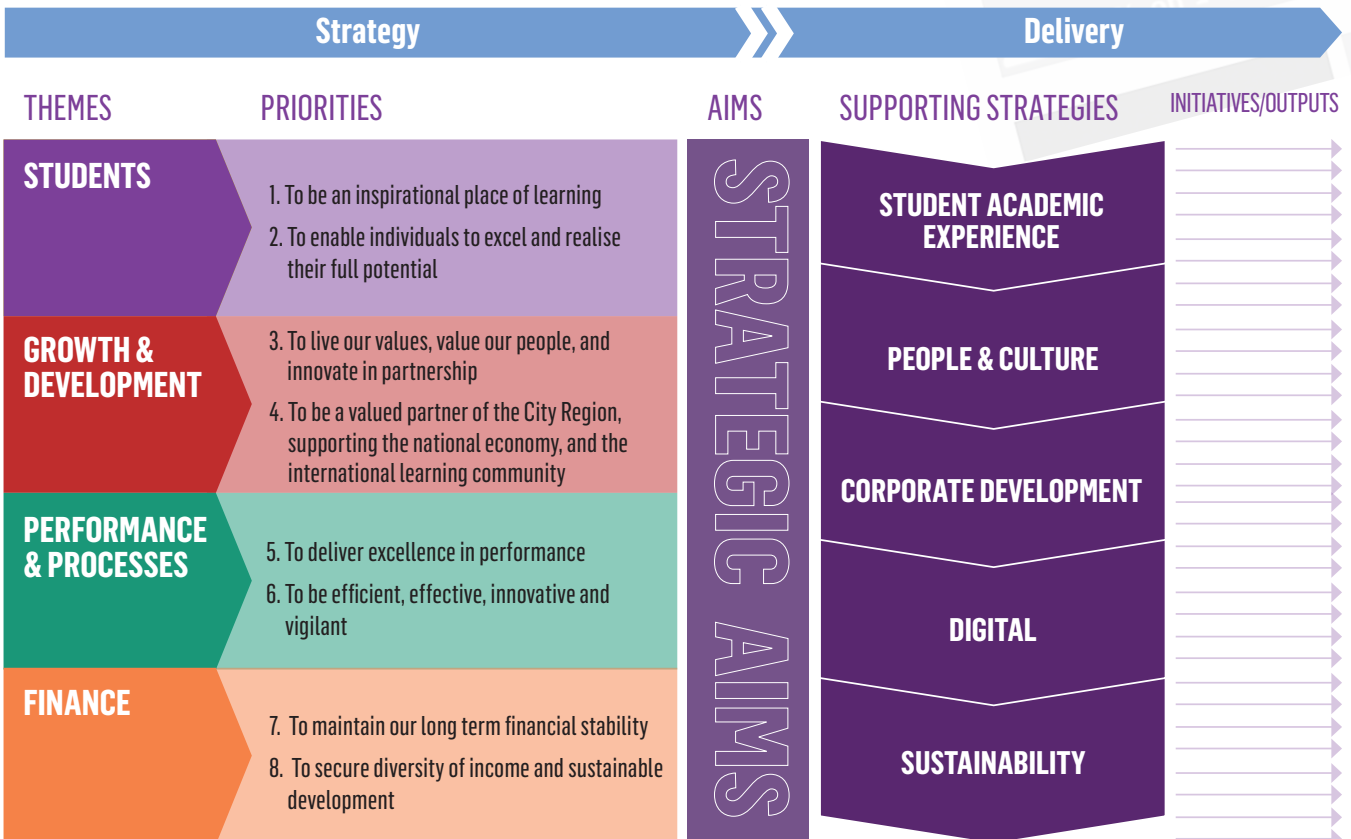 Strategy
Delivery
THEMES
PRIORITIES
AIMS
SUPPORTING STRATEGIES
INITIATIVES/OUTPUTS
STUDENTS
1. To be an inspirational place of learning
2. To enable individuals to excel and realise
their full potential
GROWTH &
DEVELOPMENT
3. To live our values, value our people, and
innovate in partnership
4. To be a valued partner of the City Region,
supporting the national economy, and the
international learning community
PERFORMANCE
& PROCESSES
5. To deliver excellence in performance
6. To be efficient, effective, innovative and
vigilant
FINANCE
7. To maintain our long term financial stability
8. To secure diversity of income and sustainable
development
STRATEGIC AIMS
STUDENT ACADEMIC
EXPERIENCE
PEOPLE & CULTURE
CORPORATE DEVELOPMENT
DIGITAL
SUSTAINABILITY